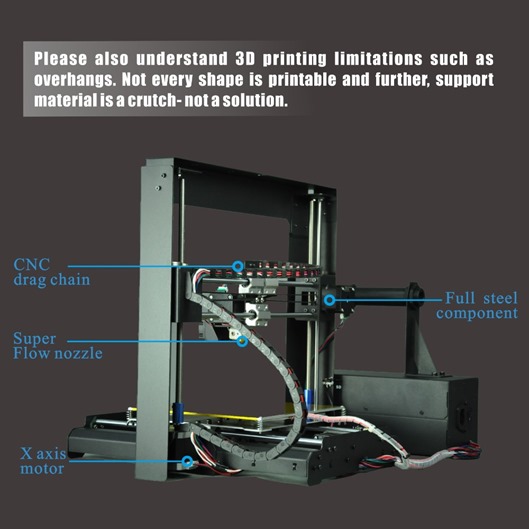 Please also understand 3D printing limitations such as
overhangs. Not every shape is printable and further, support
material is a crutch- not a solution.
CNC
drag chain
Full steel
component
Super
Flow nozzle
X axis
motor